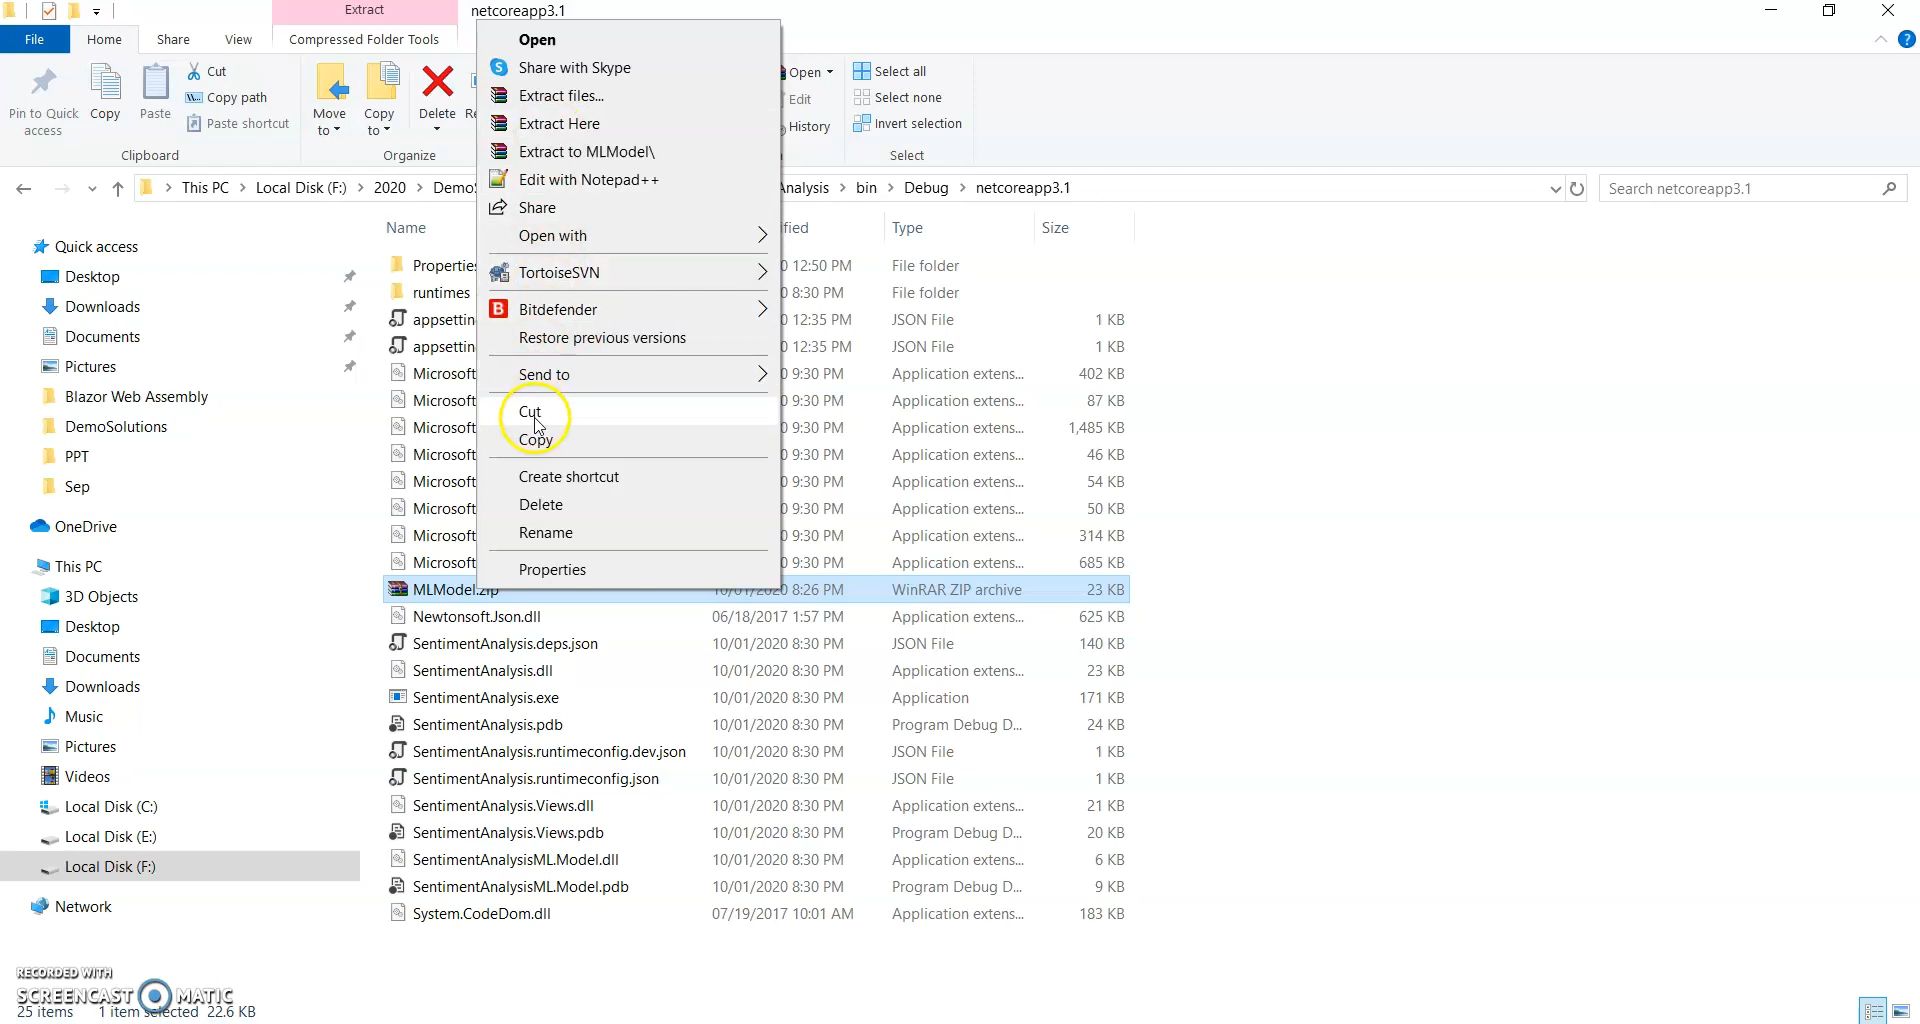 Extract
netcoreapp3.1
File
Home
Share
View
Compressed Folder Tools
Pin to Quick access
Copy
Paste
Cut
Copy path
Paste shortcut
Clipboard
Move to
Copy to
Delete
Organize
Open
Edit
History
Select all
Select none
Invert selection
Select
This PC
Local Disk (F:)
2020
bin
Debug
netcoreapp3.1
Search netcoreapp3.1
Open
Share with Skype
Extract files...
Extract Here
Extract to MLModel\
Edit with Notepad++
Share
Open with
TortoiseSVN
Bitdefender
Restore previous versions
Send to
Cut
Copy
Create shortcut
Delete
Rename
Properties
Quick access
Desktop
Downloads
Documents
Pictures
Blazor Web Assembly
DemoSolutions
PPT
Sep
OneDrive
This PC
3D Objects
Desktop
Documents
Downloads
Music
Pictures
Videos
Local Disk (C:)
Local Disk (E:)
Local Disk (F:)
Network
Name Type Size
12:50 PM File folder
runtimes 8:30 PM File folder
12:35 PM JSON File 1 KB
12:35 PM JSON File 1 KB
Microsoft 9:30 PM Application extens... 402 KB
Microsoft 9:30 PM Application extens... 87 KB
Microsoft 9:30 PM Application extens... 1,485 KB
Microsoft 9:30 PM Application extens... 46 KB
Microsoft 9:30 PM Application extens... 54 KB
Microsoft 9:30 PM Application extens... 50 KB
Microsoft 9:30 PM Application extens... 314 KB
Microsoft 9:30 PM Application extens... 685 KB
MLModel.zip 10/01/2020 8:26 PM WinRAR ZIP archive 23 KB
Newtonsoft.Json.dll 06/18/2017 1:57 PM Application extens... 625 KB
SentimentAnalysis.deps.json 10/01/2020 8:30 PM JSON File 140 KB
SentimentAnalysis.dll 10/01/2020 8:30 PM Application extens... 23 KB
SentimentAnalysis.exe 10/01/2020 8:30 PM Application 171 KB
SentimentAnalysis.pdb 10/01/2020 8:30 PM Program Debug D... 24 KB
SentimentAnalysis.runtimeconfig.dev.json 10/01/2020 8:30 PM JSON File 1 KB
SentimentAnalysis.runtimeconfig.json 10/01/2020 8:30 PM JSON File 1 KB
SentimentAnalysis.Views.dll 10/01/2020 8:30 PM Application extens... 21 KB
SentimentAnalysis.Views.pdb 10/01/2020 8:30 PM Program Debug D... 20 KB
SentimentAnalysisML.Model.dll 10/01/2020 8:30 PM Application extens... 6 KB
SentimentAnalysisML.Model.pdb 10/01/2020 8:30 PM Program Debug D... 9 KB
System.CodeDom.dll 07/19/2017 10:01 AM Application extens... 183 KB
RECORDED WITH
SCREENCAST MATIC
25 items 1 item selected 22.6 KB